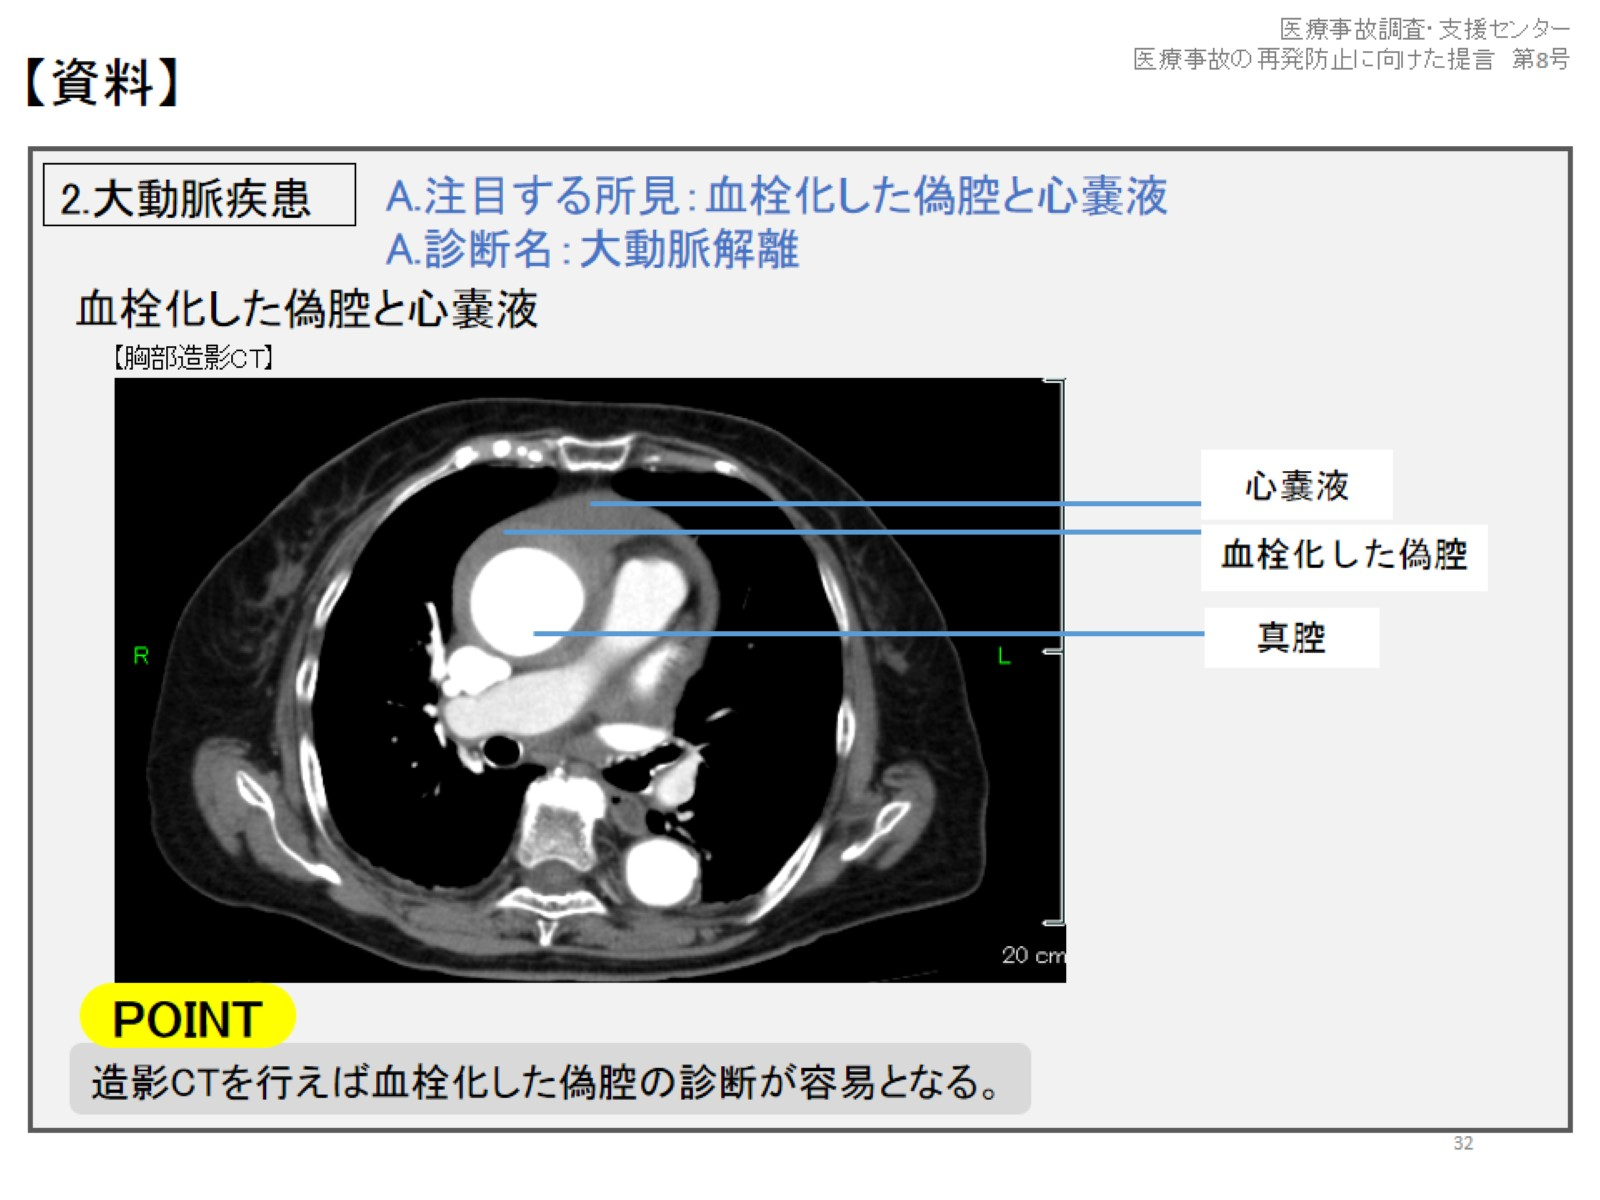 医療事故調査・支援センター
医療事故の再発防止に向けた提言 第8号
【資料】
2.大動脈疾患
A.注目する所見：血栓化した偽腔と心嚢液
A.診断名：大動脈解離
血栓化した偽腔と心嚢液
【胸部造影CT】
心嚢液
血栓化した偽腔
真腔
R
L
20 cm
POINT
造影CTを行えば血栓化した偽腔の診断が容易となる。
32